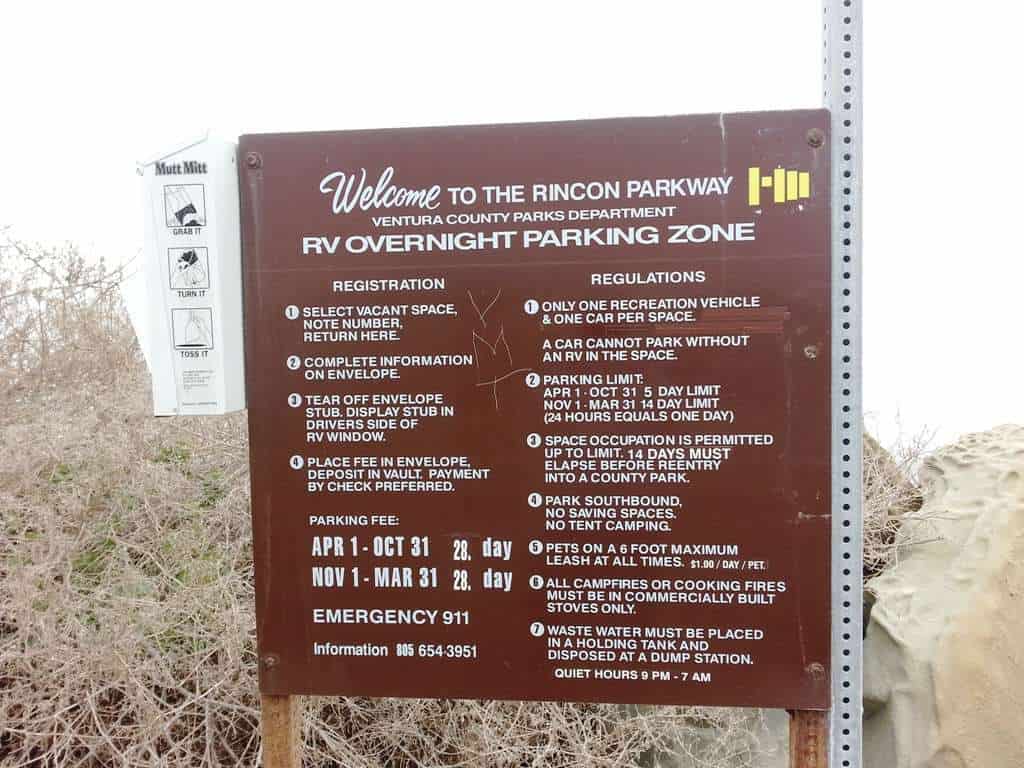 Mutt Mitt
GRAB IT
TURN IT
TOSS IT
Welcome TO THE RINCON PARKWAY
VENTURA COUNTY PARKS DEPARTMENT
RV OVERNIGHT PARKING ZONE
REGISTRATION
1 SELECT VACANT SPACE,
NOTE NUMBER,
RETURN HERE.
2 COMPLETE INFORMATION
ON ENVELOPE.
3 TEAR OFF ENVELOPE
STUB. DISPLAY STUB IN
DRIVERS SIDE OF
RV WINDOW.
4 PLACE FEE IN ENVELOPE,
DEPOSIT IN VAULT. PAYMENT
BY CHECK PREFERRED.
PARKING FEE:
APR 1 - OCT 31 28. day
NOV 1 - MAR 31 28. day
EMERGENCY 911
Information 805 654-3951
REGULATIONS
1 ONLY ONE RECREATION VEHICLE
& ONE CAR PER SPACE.
A CAR CANNOT PARK WITHOUT
AN RV IN THE SPACE.
2 PARKING LIMIT:
APR 1 - OCT 31 5 DAY LIMIT
NOV 1 - MAR 31 14 DAY LIMIT
(24 HOURS EQUALS ONE DAY)
3 SPACE OCCUPATION IS PERMITTED
UP TO LIMIT. 14 DAYS MUST
ELAPSE BEFORE REENTRY
INTO A COUNTY PARK.
4 PARK SOUTHBOUND,
NO SAVING SPACES.
NO TENT CAMPING.
5 PETS ON A 6 FOOT MAXIMUM
LEASH AT ALL TIMES. $1.00 / DAY / PET.
6 ALL CAMPFIRES OR COOKING FIRES
MUST BE IN COMMERCIALLY BUILT
STOVES ONLY.
7 WASTE WATER MUST BE PLACED
IN A HOLDING TANK AND
DISPOSED AT A DUMP STATION.
QUIET HOURS 9 PM - 7 AM